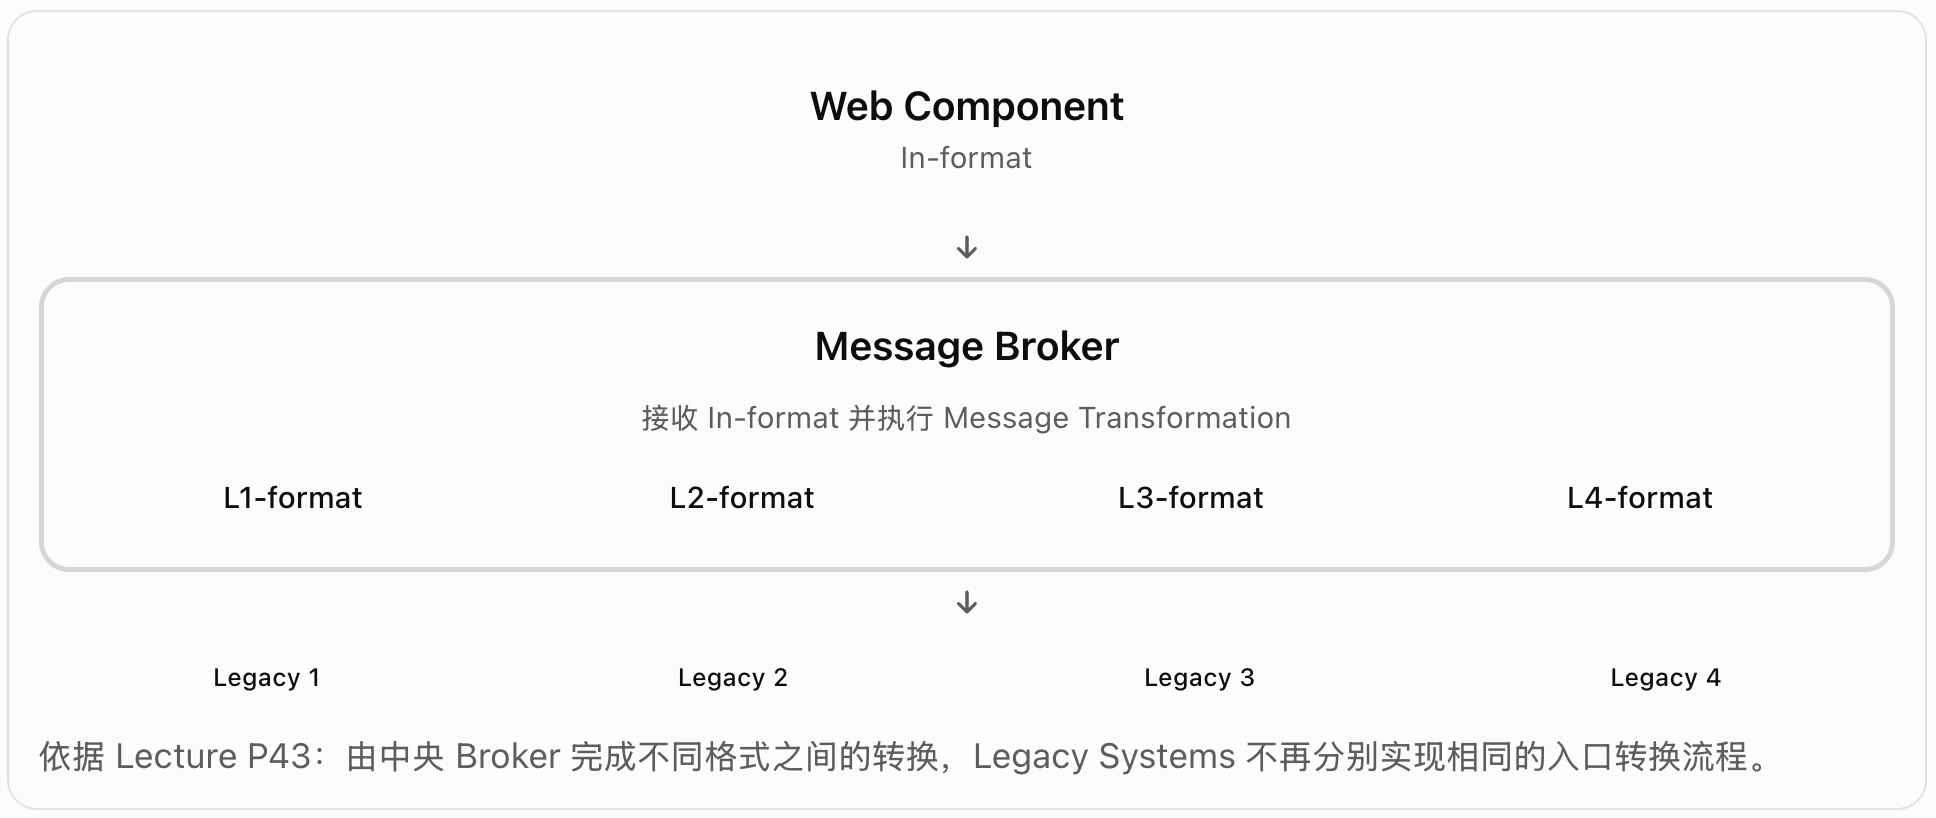 Web Component
In-format
↓
Message Broker
接收 In-format 并执行 Message Transformation
L1-format L2-format L3-format L4-format
↓
Legacy 1 Legacy 2 Legacy 3 Legacy 4
依据 Lecture P43：由中央 Broker 完成不同格式之间的转换，Legacy Systems 不再分别实现相同的入口转换流程。